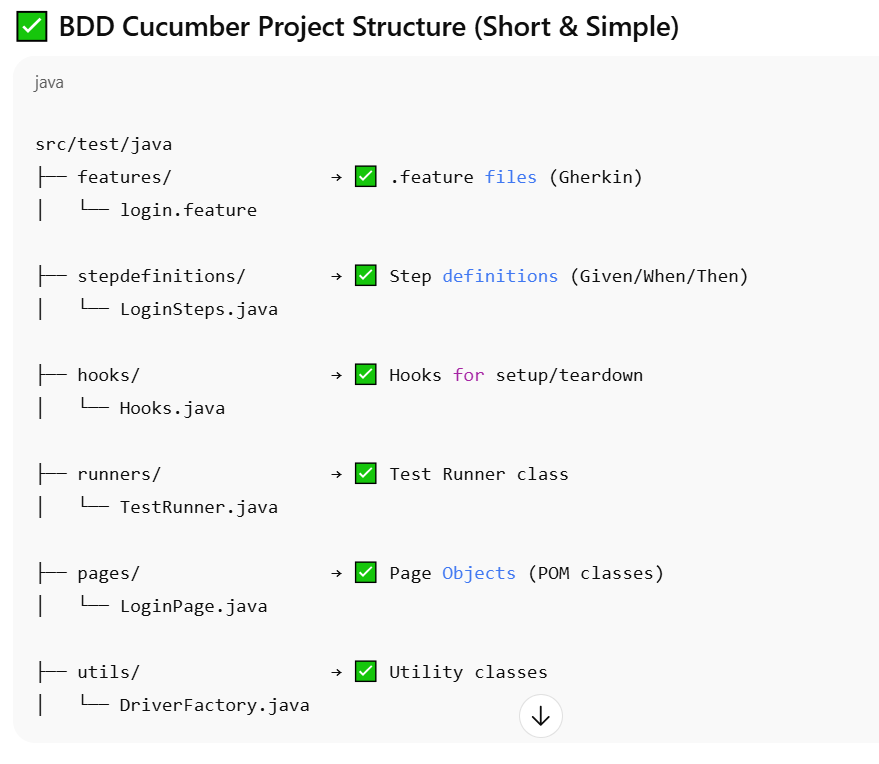 ✅ BDD Cucumber Project Structure (Short & Simple)
java
src/test/java
├── features/ → ✅ .feature files (Gherkin)
│   └── login.feature
├── stepdefinitions/ → ✅ Step definitions (Given/When/Then)
│   └── LoginSteps.java
├── hooks/ → ✅ Hooks for setup/teardown
│   └── Hooks.java
├── runners/ → ✅ Test Runner class
│   └── TestRunner.java
├── pages/ → ✅ Page Objects (POM classes)
│   └── LoginPage.java
├── utils/ → ✅ Utility classes
│   └── DriverFactory.java